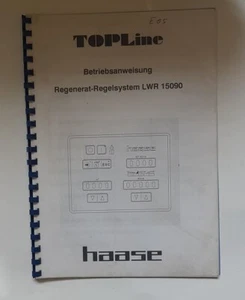 TOPLine
Betriebsanweisung
Regenerat-Regelsystem LWR 15090
haase